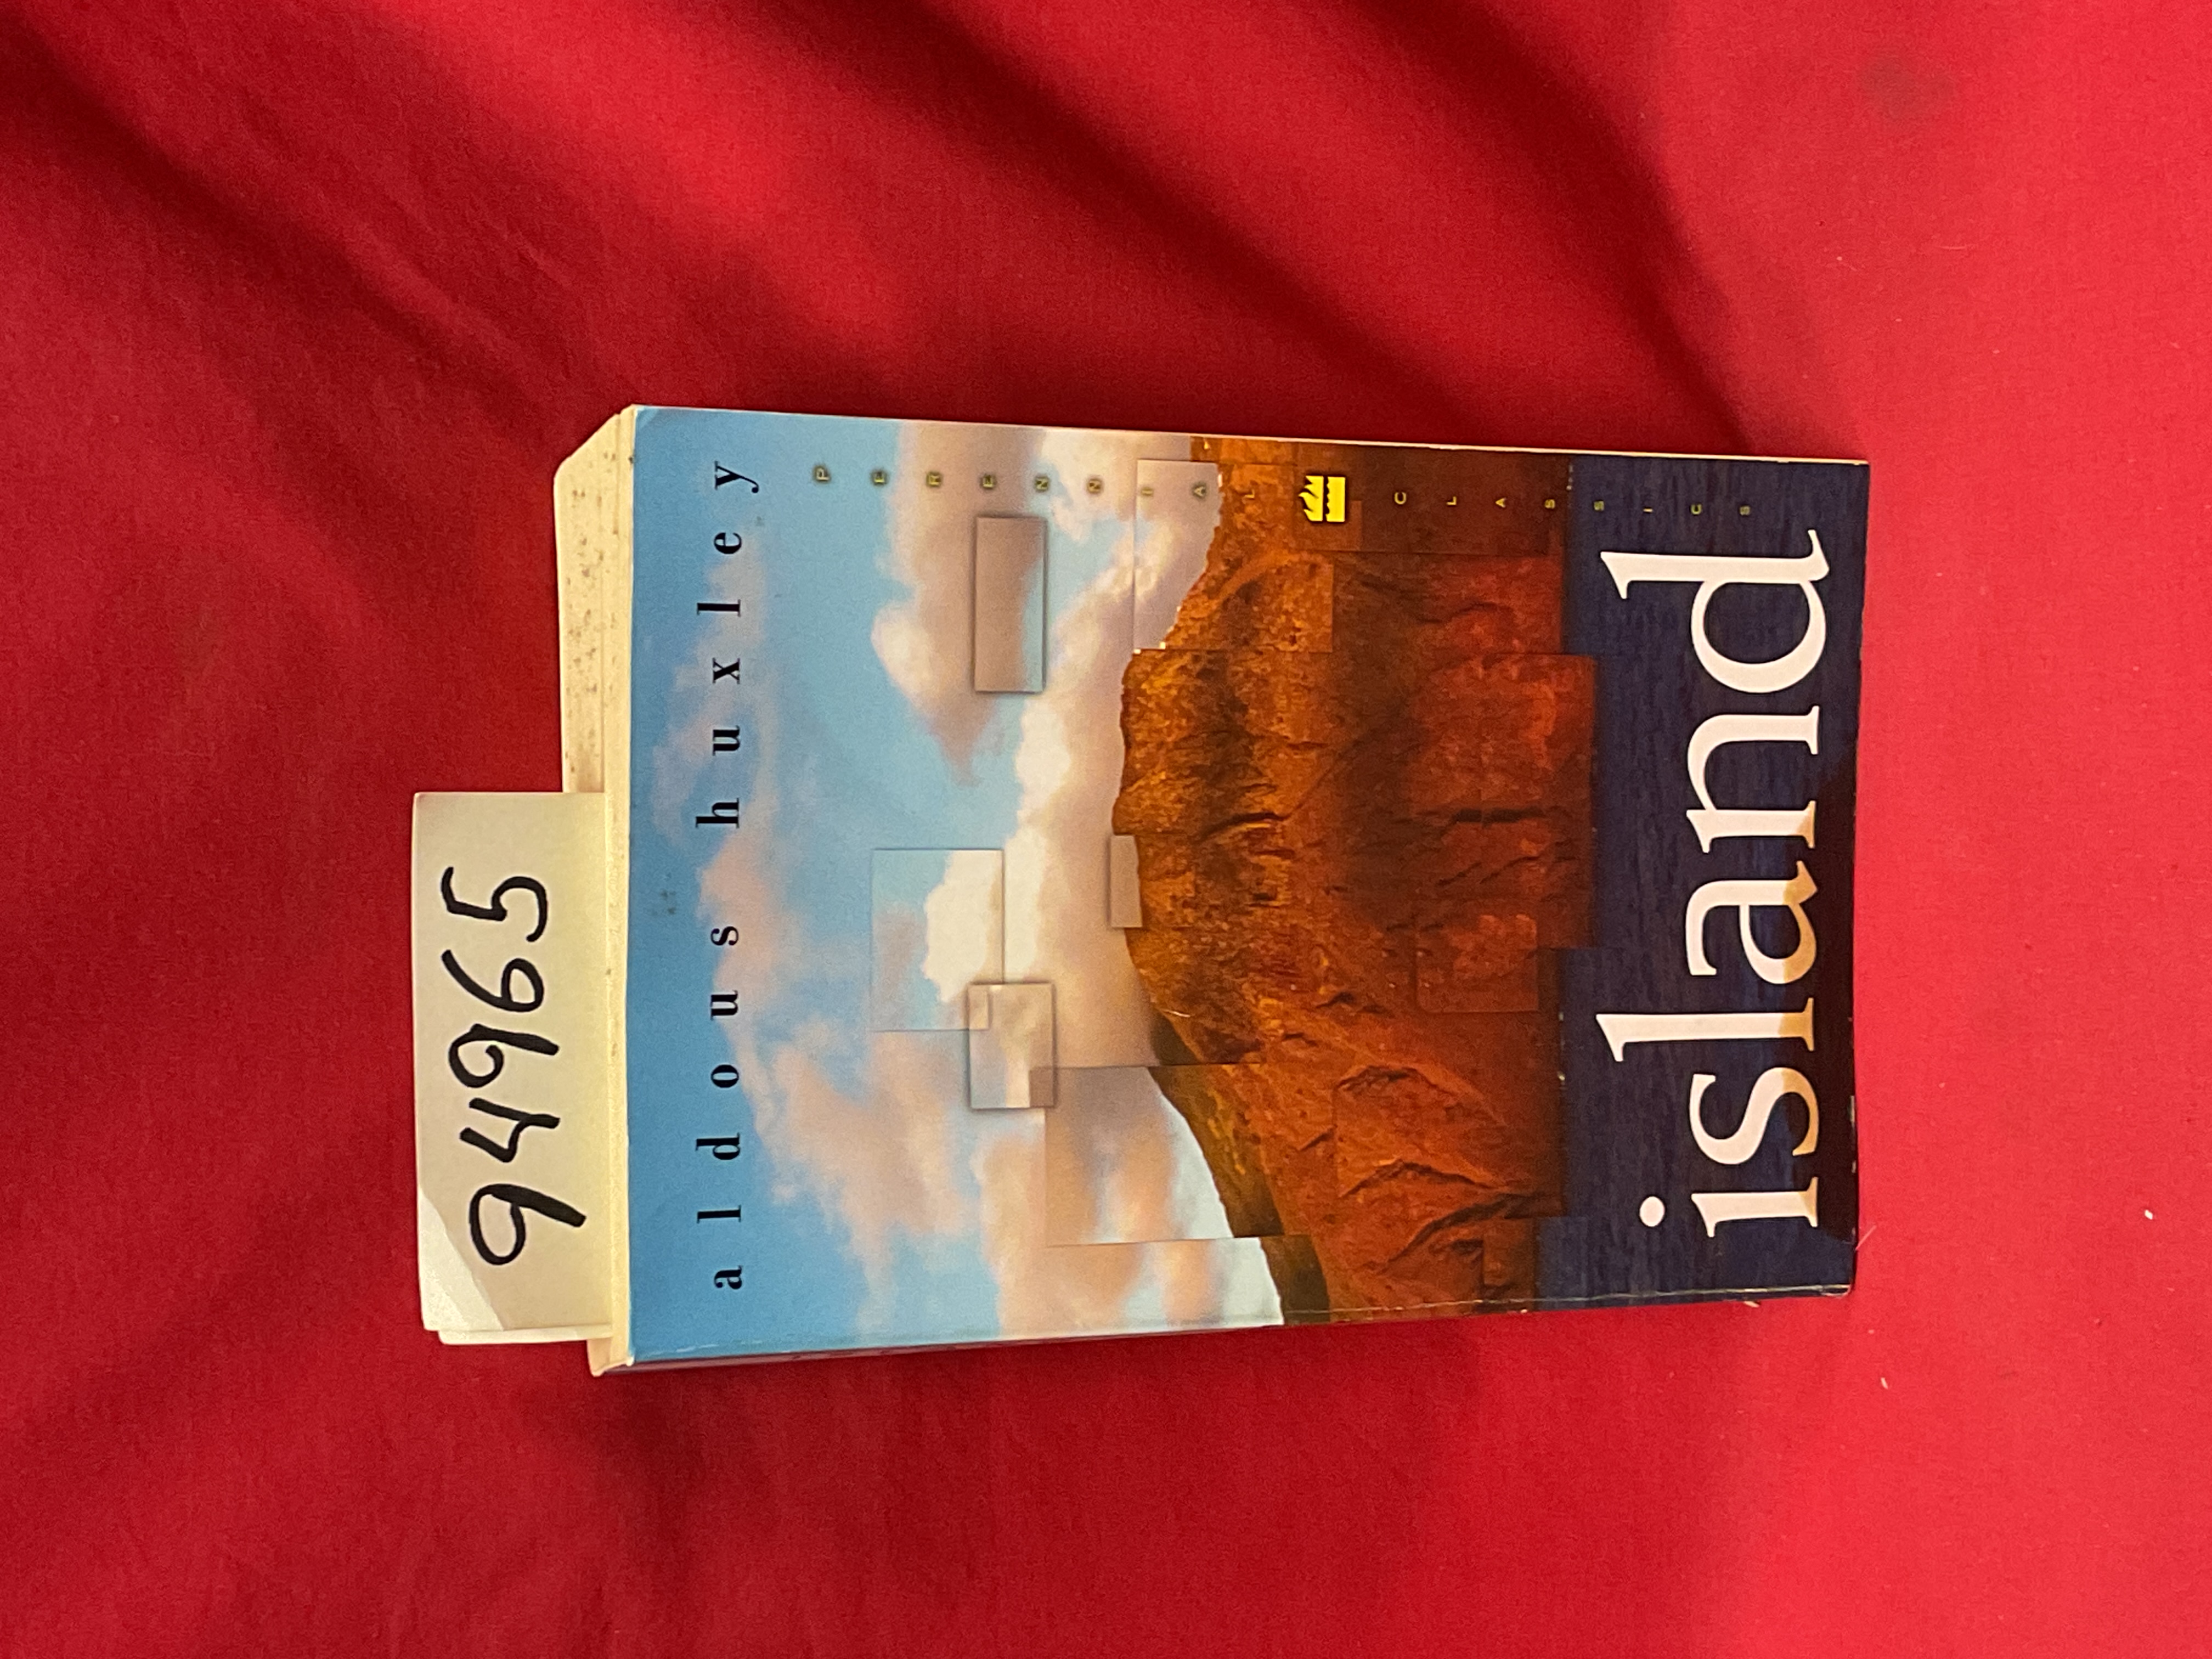 94965
aldous huxley
PERENNIAL CLASSICS
island